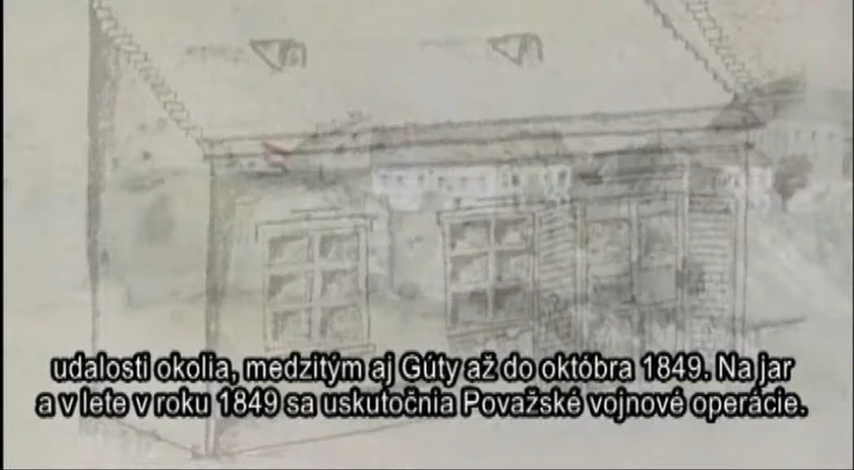 udalosti okolia, medzitým aj Gúty až do októbra 1849. Na jar
a v lete v roku 1849 sa uskutočnia Považské vojnové operácie.